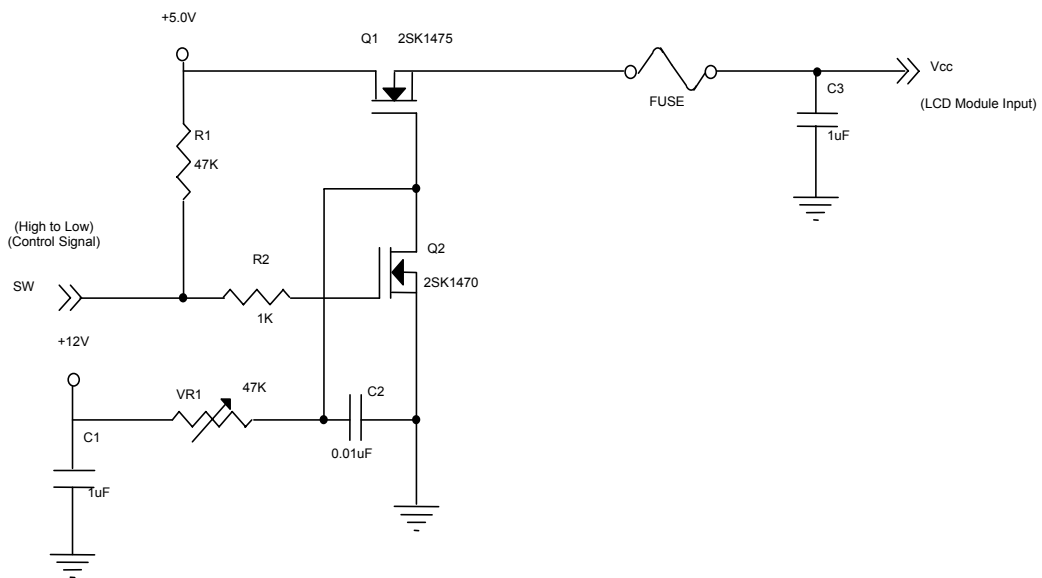 +5.0V
Q1 2SK1475
Vcc
(LCD Module Input)
FUSE
C3
1uF
R1
47K
(High to Low)
(Control Signal)
SW
R2
1K
Q2
2SK1470
+12V
VR1
47K
C2
0.01uF
C1
1uF